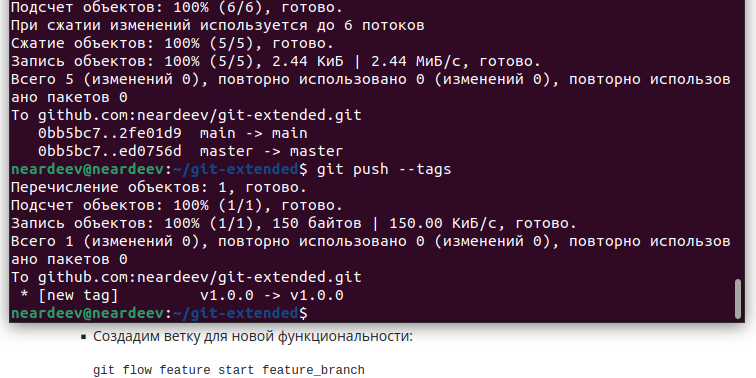 Подсчет объектов: 100% (6/6), готово.
При сжатии изменений используется до 6 потоков
Сжатие объектов: 100% (5/5), готово.
Запись объектов: 100% (5/5), 2.44 КиБ | 2.44 МиБ/с, готово.
Всего 5 (изменений 0), повторно использовано 0 (изменений 0), повторно использов
ано пакетов 0
To github.com:neardeev/git-extended.git
   0bb5bc7..2fe01d9  main -> main
   0bb5bc7..ed0756d  master -> master
neardeev@neardeev:~/git-extended$ git push --tags
Перечисление объектов: 1, готово.
Подсчет объектов: 100% (1/1), готово.
Запись объектов: 100% (1/1), 150 байтов | 150.00 КиБ/с, готово.
Всего 1 (изменений 0), повторно использовано 0 (изменений 0), повторно использов
ано пакетов 0
To github.com:neardeev/git-extended.git
 * [new tag]         v1.0.0 -> v1.0.0
neardeev@neardeev:~/git-extended$
▪ Создадим ветку для новой функциональности:
git flow feature start feature_branch